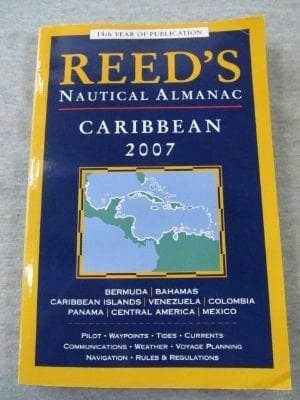 14th YEAR OF PUBLICATION
REED'S
NAUTICAL ALMANAC
CARIBBEAN
2007
BERMUDA | BAHAMAS
CARIBBEAN ISLANDS | VENEZUELA | COLOMBIA
PANAMA | CENTRAL AMERICA | MEXICO
PILOT • WAYPOINTS • TIDES • CURRENTS
COMMUNICATIONS • WEATHER • VOYAGE PLANNING
NAVIGATION • RULES & REGULATIONS